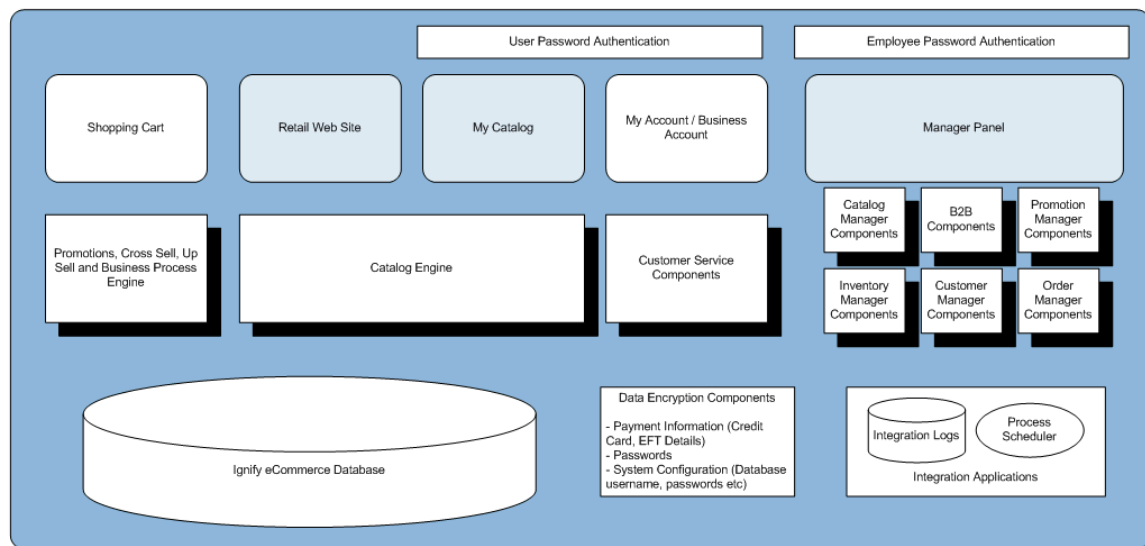 User Password Authentication
Employee Password Authentication
Shopping Cart
Retail Web Site
My Catalog
My Account / Business
Account
Manager Panel
Catalog
Manager
Components
B2B
Components
Promotion
Manager
Components
Promotions, Cross Sell, Up
Sell and Business Process
Engine
Catalog Engine
Customer Service
Components
Inventory
Manager
Components
Customer
Manager
Components
Order
Manager
Components
Ignify eCommerce Database
Data Encryption Components
- Payment Information (Credit
Card, EFT Details)
- Passwords
- System Configuration (Database
username, passwords etc)
Integration Logs
Process
Scheduler
Integration Applications